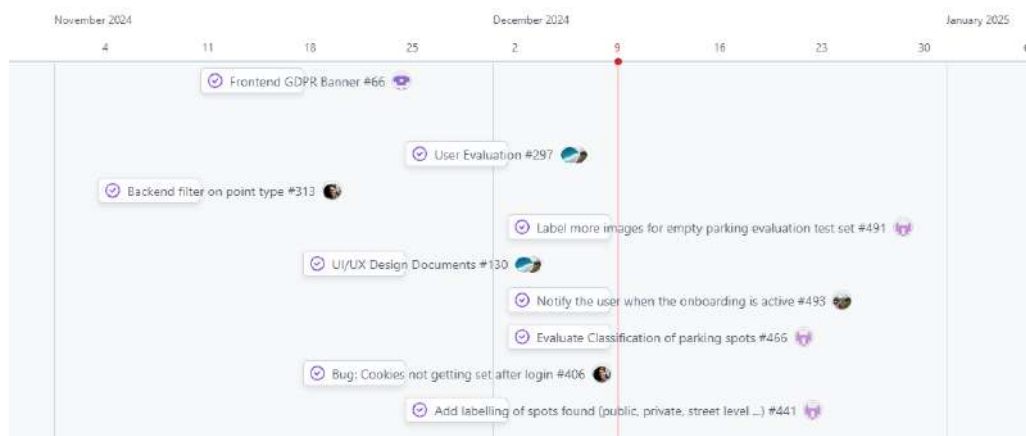 November 2024 December 2024 January 2025
4 11 18 25 2 9 16 23 30
Frontend GDPR Banner #66
User Evaluation #297
Backend filter on point type #313
Label more images for empty parking evaluation test set #491
UI/UX Design Documents #130
Notify the user when the onboarding is active #493
Evaluate Classification of parking spots #466
Bug: Cookies not getting set after login #406
Add labelling of spots found (public, private, street level ...) #441